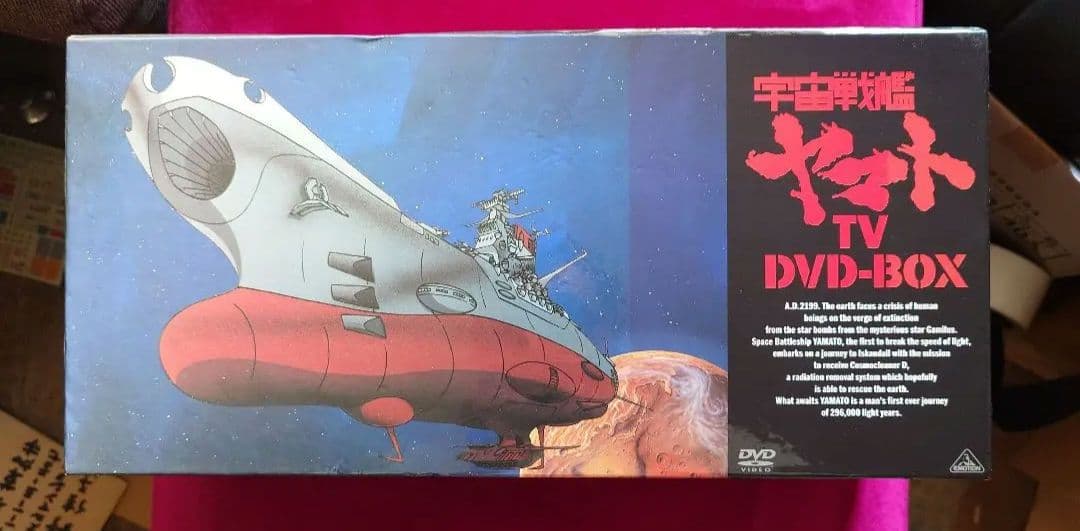 宇宙戦艦
ヤマト
TV
DVD-BOX
A.D.2199. The earth faces a crisis of human
beings on the verge of extinction
from the star bombs from the mysterious star Gamilus.
Space Battleship YAMATO, the first to break the speed of light,
embarks on a journey to Iskandall with the mission
to receive Cosmocleaner D,
a radiation removal system which hopefully
is able to rescue the earth.
What awaits YAMATO is a man's first ever journey
of 296,000 light years.
DVD
VIDEO
EMOTION